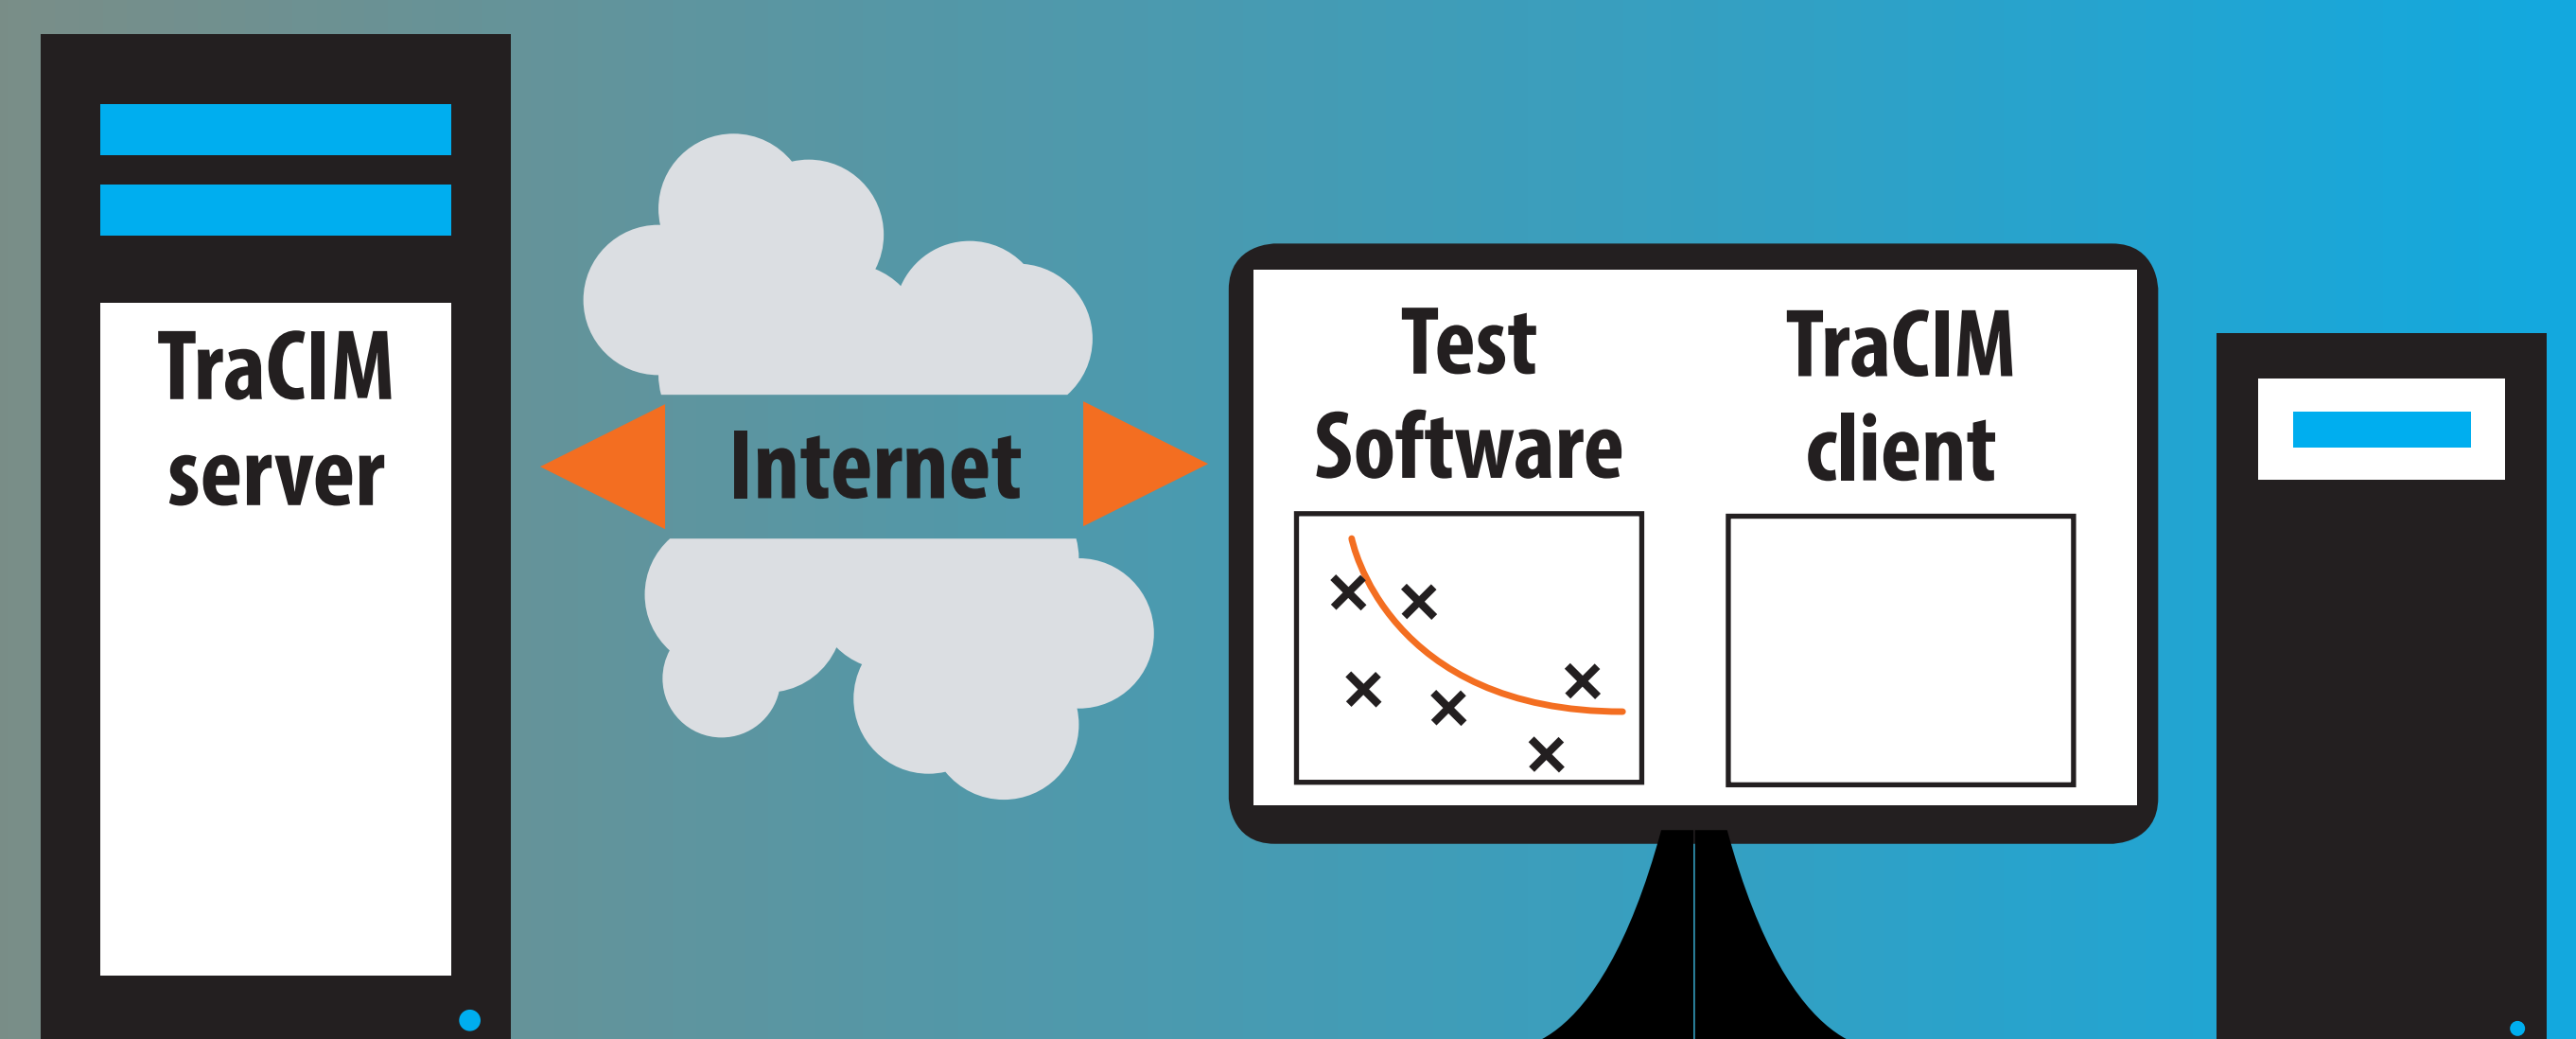 TraCIM
server
Internet
Test
Software
TraCIM
client